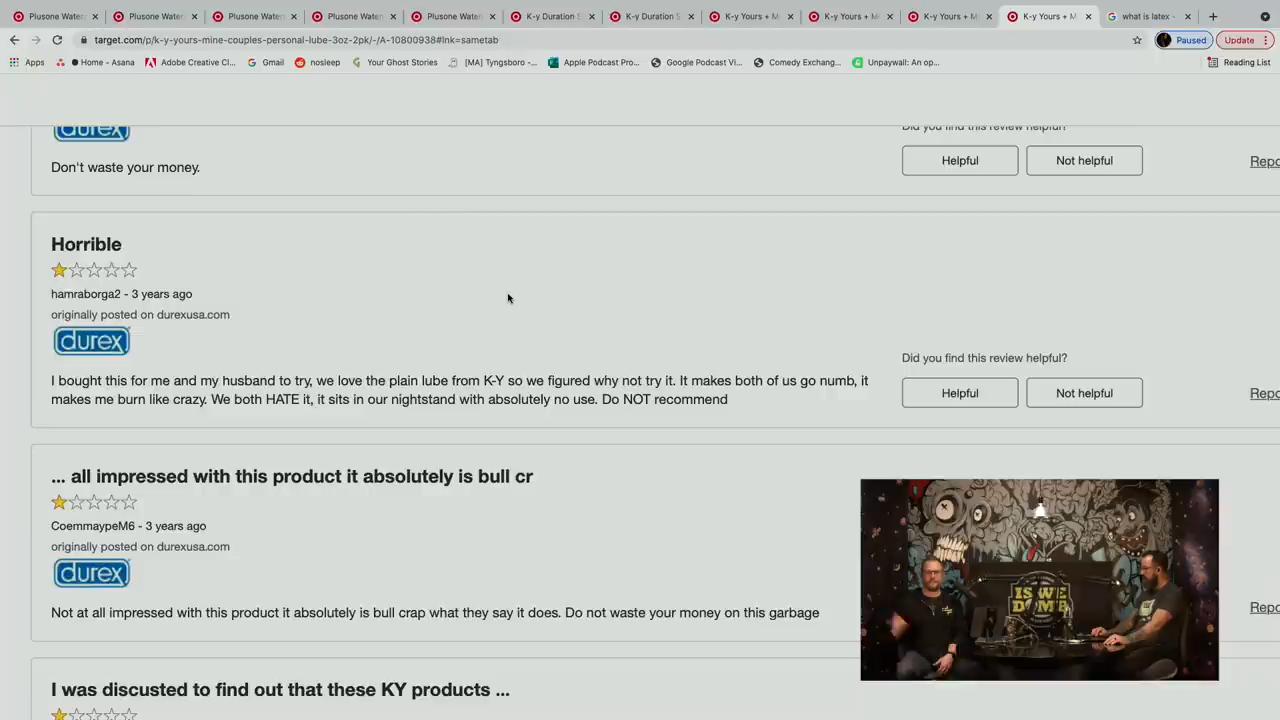 Plusone Water
Plusone Water
Plusone Water
Plusone Water
Plusone Water
K-y Duration S
K-y Duration S
K-y Yours + M
K-y Yours + M
K-y Yours + M
K-y Yours + M
what is latex -
target.com/p/k-y-yours-mine-couples-personal-lube-3oz-2pk/-/A-10800938#lnk=sametab
Paused
Update
Apps
Home - Asana
Adobe Creative Cl...
Gmail
nosleep
Your Ghost Stories
[MA] Tyngsboro -...
Apple Podcast Pro...
Google Podcast Vi...
Comedy Exchang...
Unpaywall: An op...
Reading List
durex
Did you find this review helpful?
Don't waste your money.
Helpful
Not helpful
Repo
Horrible
hamraborga2 - 3 years ago
originally posted on durexusa.com
durex
Did you find this review helpful?
I bought this for me and my husband to try, we love the plain lube from K-Y so we figured why not try it. It makes both of us go numb, it
makes me burn like crazy. We both HATE it, it sits in our nightstand with absolutely no use. Do NOT recommend
Helpful
Not helpful
Repo
... all impressed with this product it absolutely is bull cr
CoemmaypeM6 - 3 years ago
originally posted on durexusa.com
durex
Not at all impressed with this product it absolutely is bull crap what they say it does. Do not waste your money on this garbage
Repo
IS WE
DUMB
I was discusted to find out that these KY products ...